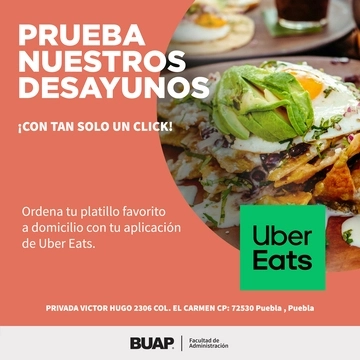 PRUEBA
NUESTROS
DESAYUNOS
¡CON TAN SOLO UN CLICK!
Ordena tu platillo favorito
a domicilio con tu aplicación
de Uber Eats.
Uber
Eats
PRIVADA VICTOR HUGO 2306 COL. EL CARMEN CP: 72530 Puebla , Puebla
BUAP. Facultad de
Administración